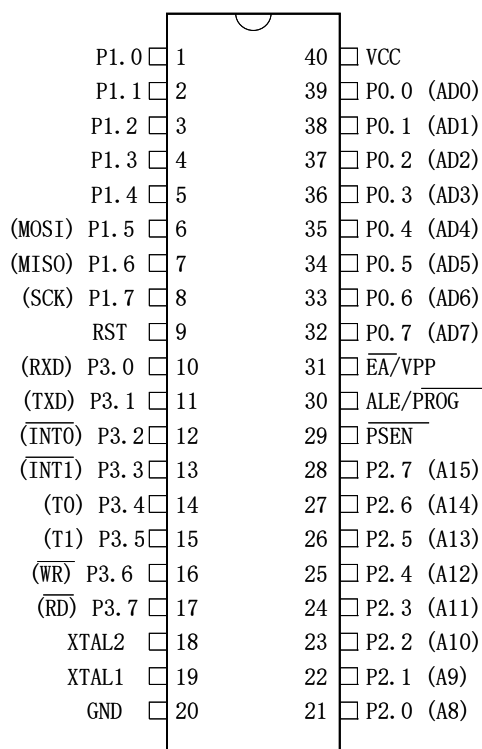 P1.0 1 40 VCC
P1.1 2 39 P0.0 (AD0)
P1.2 3 38 P0.1 (AD1)
P1.3 4 37 P0.2 (AD2)
P1.4 5 36 P0.3 (AD3)
(MOSI) P1.5 6 35 P0.4 (AD4)
(MISO) P1.6 7 34 P0.5 (AD5)
(SCK) P1.7 8 33 P0.6 (AD6)
RST 9 32 P0.7 (AD7)
(RXD) P3.0 10 31 E̅A̅/VPP
(TXD) P3.1 11 30 ALE/P̅R̅O̅G̅
(I̅N̅T̅0̅) P3.2 12 29 P̅S̅E̅N̅
(I̅N̅T̅1̅) P3.3 13 28 P2.7 (A15)
(T0) P3.4 14 27 P2.6 (A14)
(T1) P3.5 15 26 P2.5 (A13)
(W̅R̅) P3.6 16 25 P2.4 (A12)
(R̅D̅) P3.7 17 24 P2.3 (A11)
XTAL2 18 23 P2.2 (A10)
XTAL1 19 22 P2.1 (A9)
GND 20 21 P2.0 (A8)